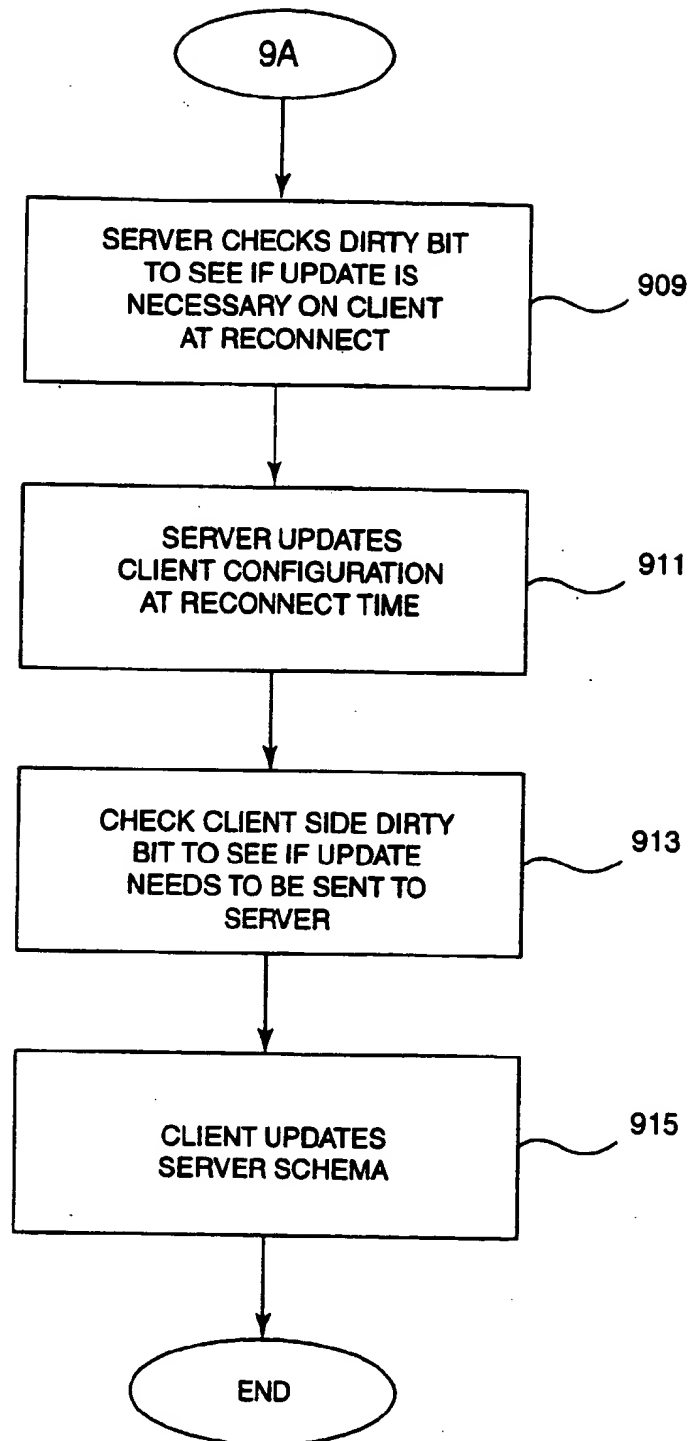 9A
SERVER CHECKS DIRTY BIT
TO SEE IF UPDATE IS
NECESSARY ON CLIENT
AT RECONNECT
909
SERVER UPDATES
CLIENT CONFIGURATION
AT RECONNECT TIME
911
CHECK CLIENT SIDE DIRTY
BIT TO SEE IF UPDATE
NEEDS TO BE SENT TO
SERVER
913
CLIENT UPDATES
SERVER SCHEMA
915
END